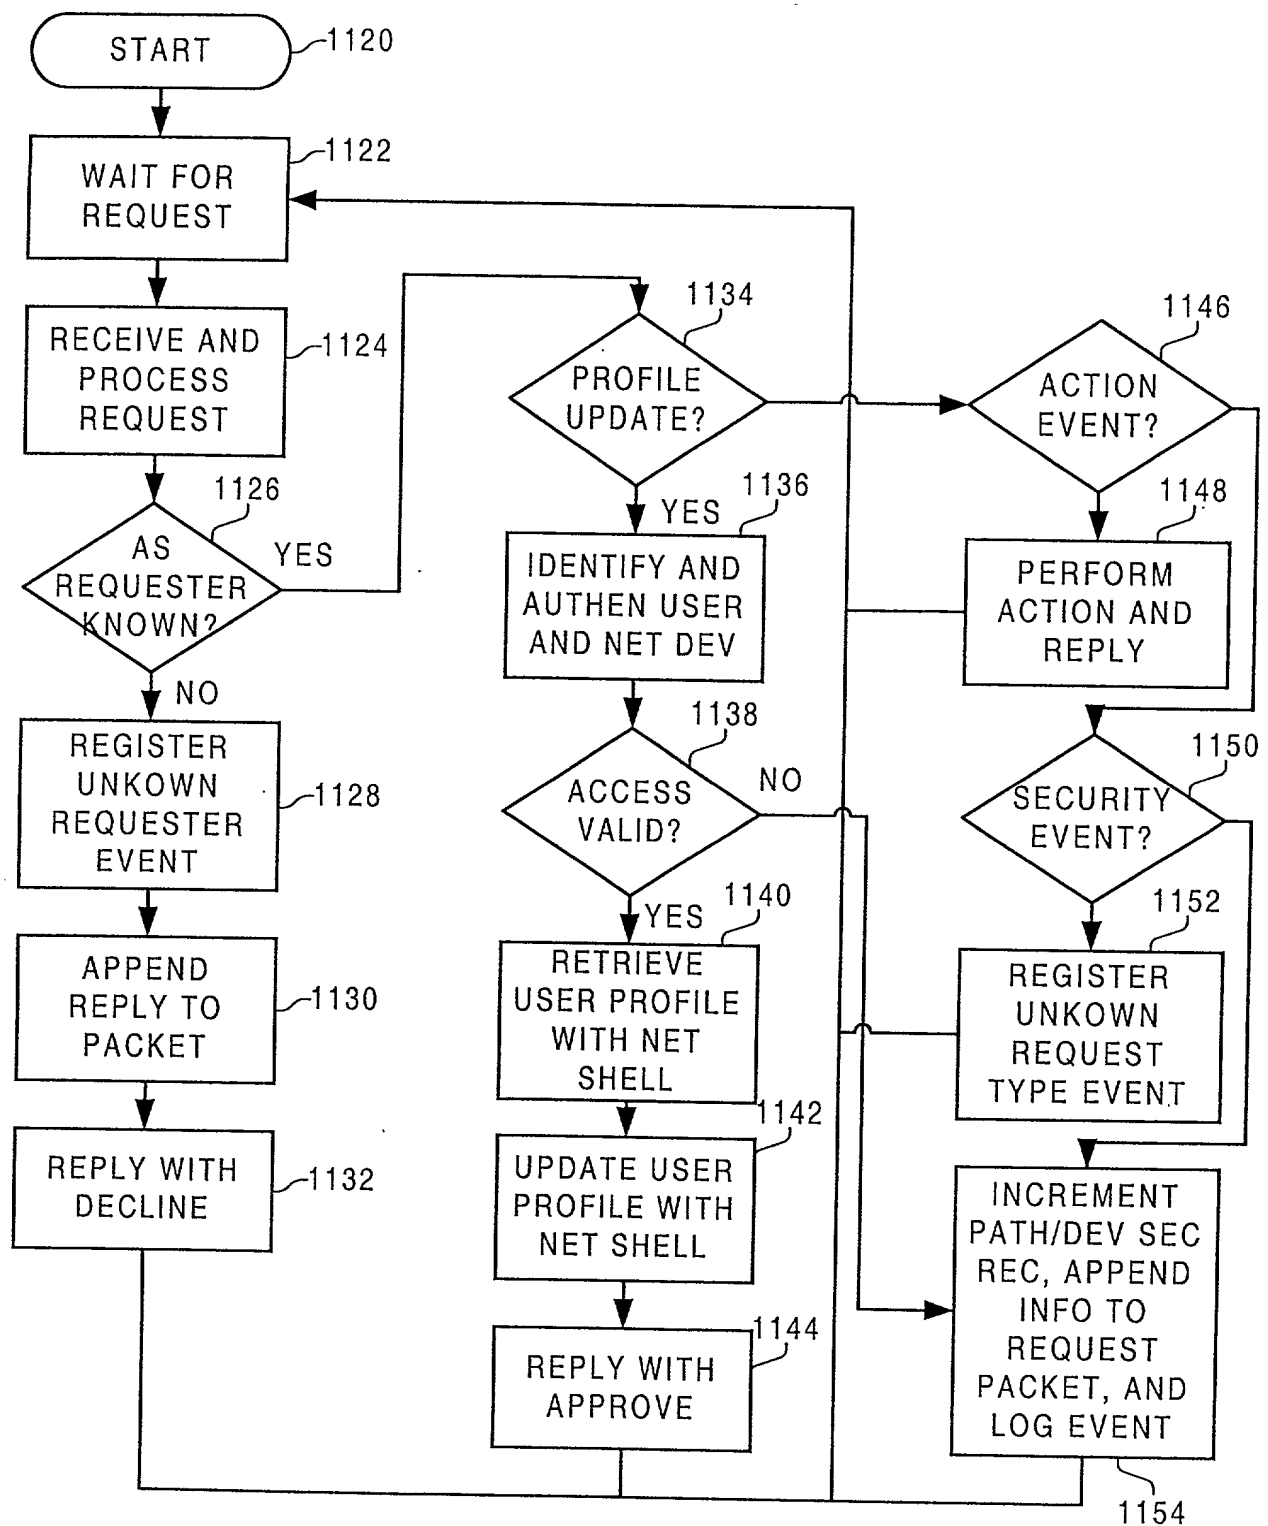 START
1120
WAIT FOR
REQUEST
1122
RECEIVE AND
PROCESS
REQUEST
1124
AS
REQUESTER
KNOWN?
1126
YES
NO
REGISTER
UNKOWN
REQUESTER
EVENT
1128
APPEND
REPLY TO
PACKET
1130
REPLY WITH
DECLINE
1132
PROFILE
UPDATE?
1134
YES
IDENTIFY AND
AUTHEN USER
AND NET DEV
1136
ACCESS
VALID?
1138
NO
YES
RETRIEVE
USER PROFILE
WITH NET
SHELL
1140
UPDATE USER
PROFILE WITH
NET SHELL
1142
REPLY WITH
APPROVE
1144
ACTION
EVENT?
1146
PERFORM
ACTION AND
REPLY
1148
SECURITY
EVENT?
1150
REGISTER
UNKOWN
REQUEST
TYPE EVENT
1152
INCREMENT
PATH/DEV SEC
REC, APPEND
INFO TO
REQUEST
PACKET, AND
LOG EVENT
1154